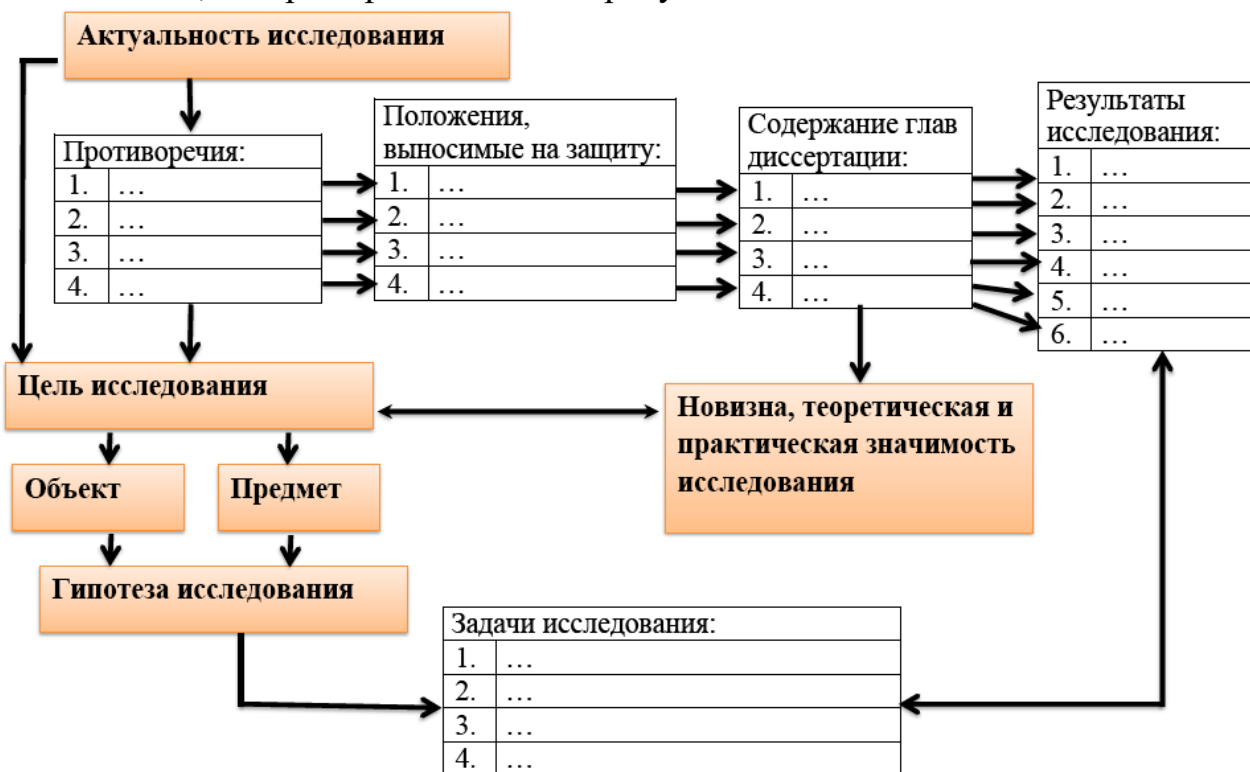 Актуальность исследования
Противоречия:
1. …
2. …
3. …
4. …
Положения,
выносимые на защиту:
1. …
2. …
3. …
4. …
Содержание глав
диссертации:
1. …
2. …
3. …
4. …
Результаты
исследования:
1. …
2. …
3. …
4. …
5. …
6. …
Цель исследования
Объект
Предмет
Гипотеза исследования
Новизна, теоретическая и
практическая значимость
исследования
Задачи исследования:
1. …
2. …
3. …
4. …